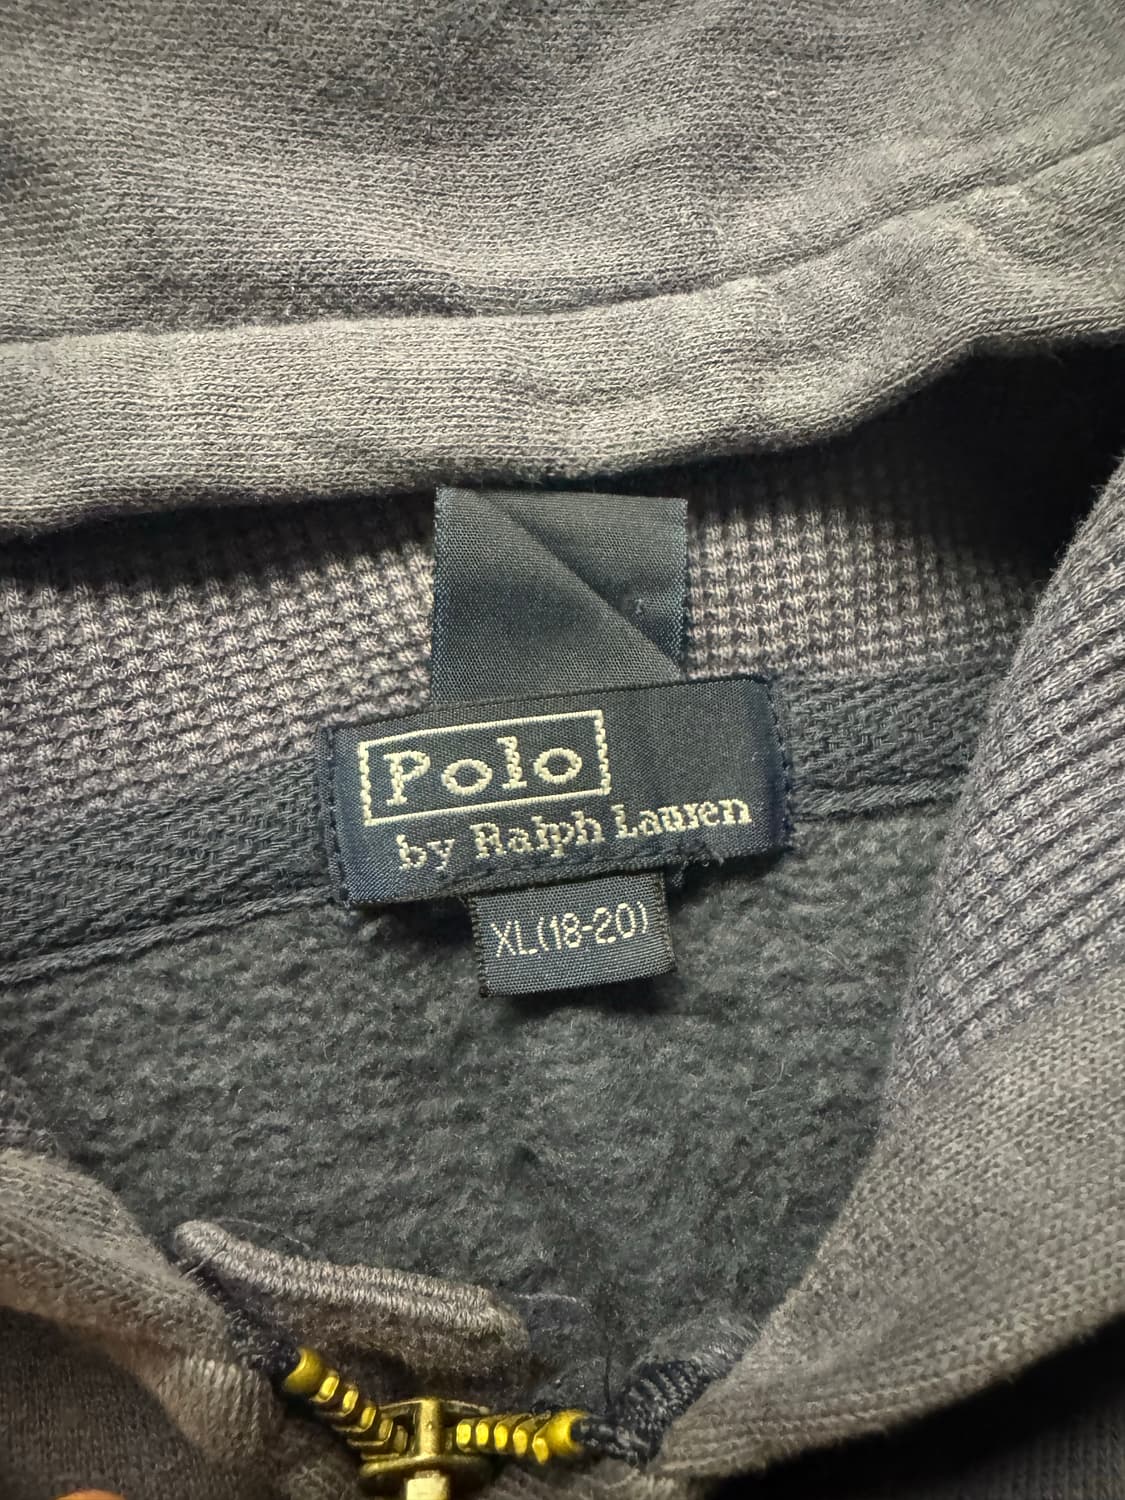 Polo
by Ralph Lauren
XL(18-20)